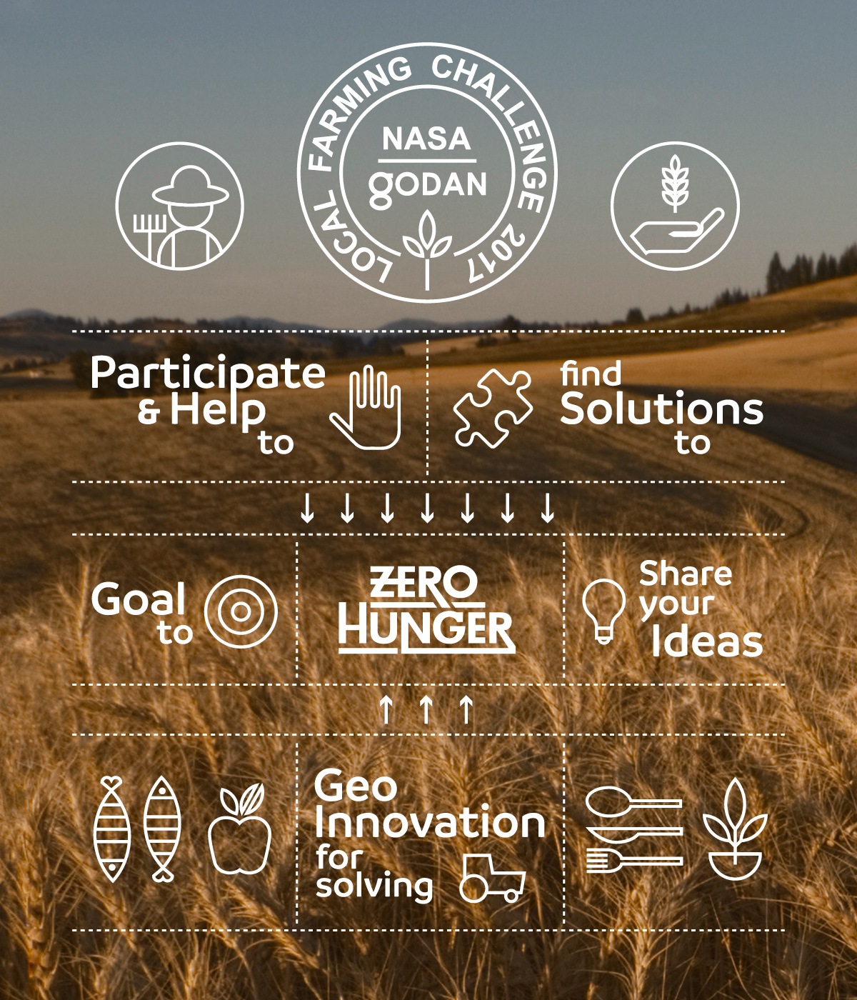 LOCAL FARMING CHALLENGE 2017
NASA
gODAN
Participate
& Help
to
find
Solutions
to
Goal
to
ZERO
HUNGER
Share
your
Ideas
Geo
Innovation
for
solving